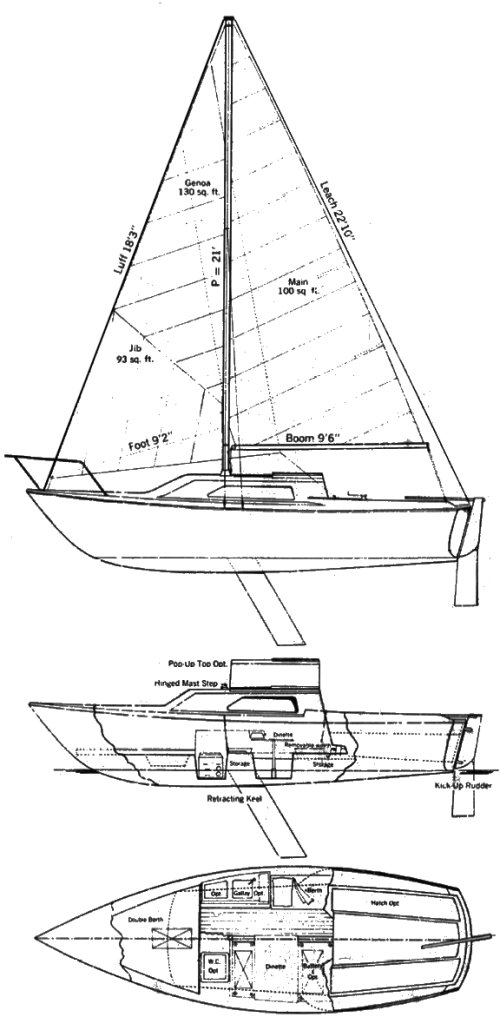 Genoa
130 sq. ft.
Luff 18'3"
P = 21'
Leach 22'10"
Main
100 sq ft.
Jib
93 sq. ft.
Foot 9'2"
Boom 9'6"
Pop-Up Top Opt.
Hinged Mast Step
Dinette
Removable
Storage
Storage
Kick-Up Rudder
Retracting Keel
Opt
Galley Opt
Berth
Hatch Opt
Double Berth
W.C.
Opt
Dinette
Battery
Opt